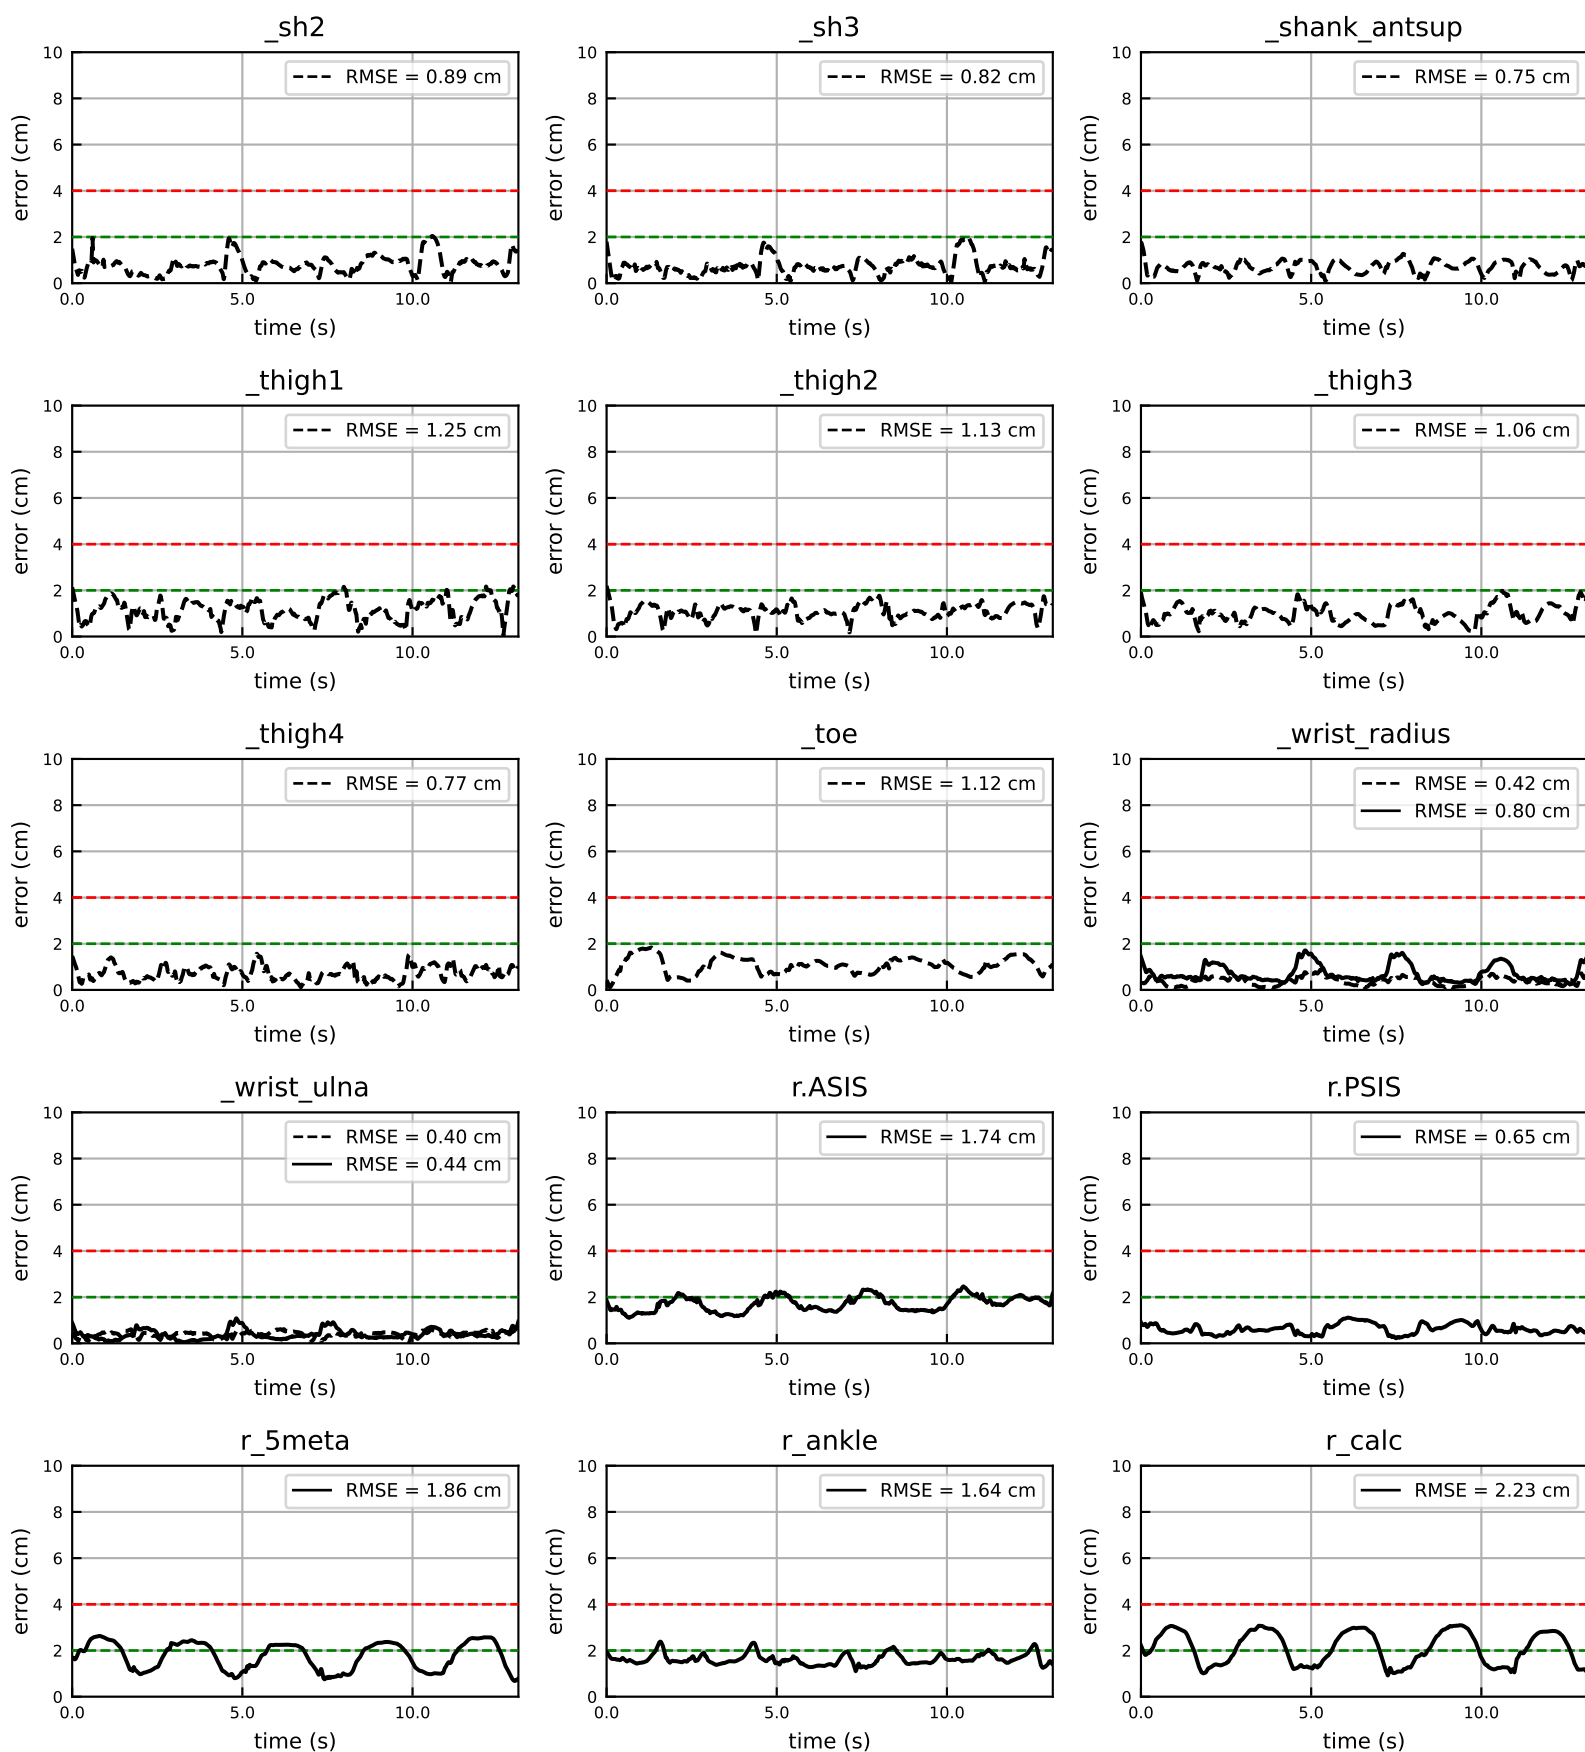 _sh2
RMSE = 0.89 cm
error (cm)
10
8
6
4
2
0
0.0 5.0 10.0
time (s)
_sh3
RMSE = 0.82 cm
error (cm)
10
8
6
4
2
0
0.0 5.0 10.0
time (s)
_shank_antsup
RMSE = 0.75 cm
error (cm)
10
8
6
4
2
0
0.0 5.0 10.0
time (s)
_thigh1
RMSE = 1.25 cm
error (cm)
10
8
6
4
2
0
0.0 5.0 10.0
time (s)
_thigh2
RMSE = 1.13 cm
error (cm)
10
8
6
4
2
0
0.0 5.0 10.0
time (s)
_thigh3
RMSE = 1.06 cm
error (cm)
10
8
6
4
2
0
0.0 5.0 10.0
time (s)
_thigh4
RMSE = 0.77 cm
error (cm)
10
8
6
4
2
0
0.0 5.0 10.0
time (s)
_toe
RMSE = 1.12 cm
error (cm)
10
8
6
4
2
0
0.0 5.0 10.0
time (s)
_wrist_radius
RMSE = 0.42 cm
RMSE = 0.80 cm
error (cm)
10
8
6
4
2
0
0.0 5.0 10.0
time (s)
_wrist_ulna
RMSE = 0.40 cm
RMSE = 0.44 cm
error (cm)
10
8
6
4
2
0
0.0 5.0 10.0
time (s)
r.ASIS
RMSE = 1.74 cm
error (cm)
10
8
6
4
2
0
0.0 5.0 10.0
time (s)
r.PSIS
RMSE = 0.65 cm
error (cm)
10
8
6
4
2
0
0.0 5.0 10.0
time (s)
r_5meta
RMSE = 1.86 cm
error (cm)
10
8
6
4
2
0
0.0 5.0 10.0
time (s)
r_ankle
RMSE = 1.64 cm
error (cm)
10
8
6
4
2
0
0.0 5.0 10.0
time (s)
r_calc
RMSE = 2.23 cm
error (cm)
10
8
6
4
2
0
0.0 5.0 10.0
time (s)